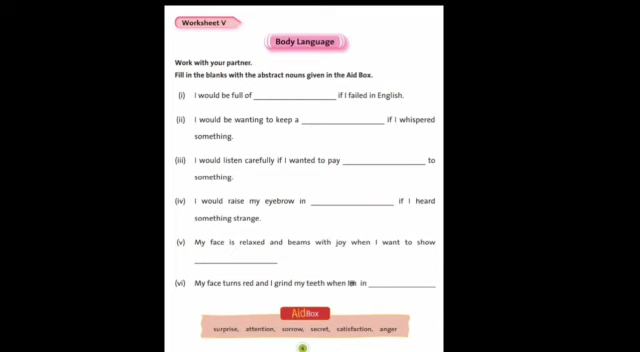 Worksheet V
Body Language
Work with your partner.
Fill in the blanks with the abstract nouns given in the Aid Box.
(i) I would be full of ____________________ if I failed in English.
(ii) I would be wanting to keep a ____________________ if I whispered
something.
(iii) I would listen carefully if I wanted to pay ____________________ to
something.
(iv) I would raise my eyebrow in ____________________ if I heard
something strange.
(v) My face is relaxed and beams with joy when I want to show
____________________
(vi) My face turns red and I grind my teeth when in ________________
Aid Box
surprise, attention, sorrow, secret, satisfaction, anger